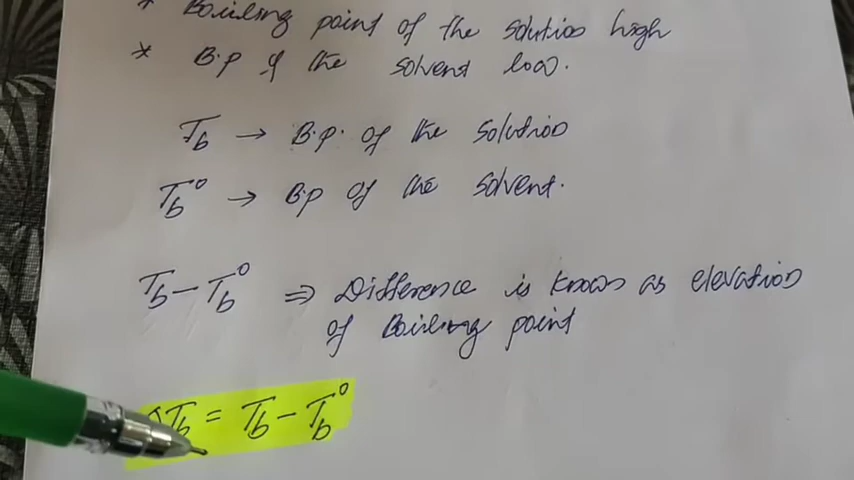 * Boiling point of the solution high
* B.P of the solvent low.
Tb → B.P. of the solution
Tb° → B.P of the solvent.
Tb - Tb° ⇒ Difference is known as elevation
of Boiling point
ΔTb = Tb - Tb°